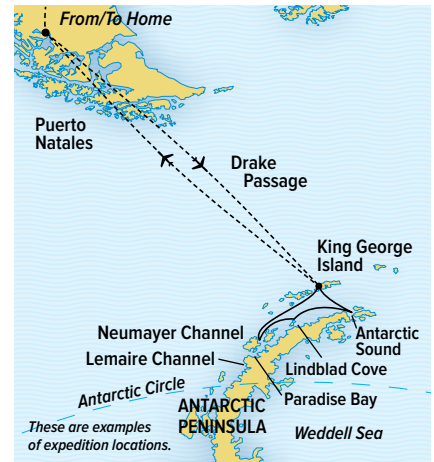 From/To Home
Puerto
Natales
Drake
Passage
King George
Island
Neumayer Channel
Antarctic
Sound
Lemaire Channel
Lindblad Cove
Antarctic Circle
Paradise Bay
ANTARCTIC
PENINSULA
Weddell Sea
These are examples
of expedition locations.